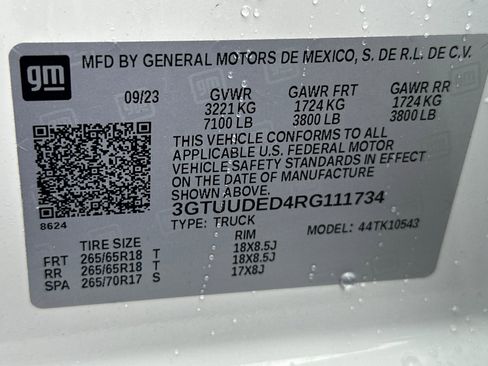 gm MFD BY GENERAL MOTORS DE MEXICO, S. DE R.L. DE C.V.
09/23 GVWR GAWR FRT GAWR RR
3221 KG 1724 KG 1724 KG
7100 LB 3800 LB 3800 LB
THIS VEHICLE CONFORMS TO ALL
APPLICABLE U.S. FEDERAL MOTOR
VEHICLE SAFETY STANDARDS IN EFFECT
ON THE DATE OF MANUFACTURE
SHOWN ABOVE.
3GTUUDED4RG111734
8624 TYPE: TRUCK MODEL: 44TK10543
TIRE SIZE RIM
FRT 265/65R18 T 18X8.5J
RR 265/65R18 T 18X8.5J
SPA 265/70R17 S 17X8J